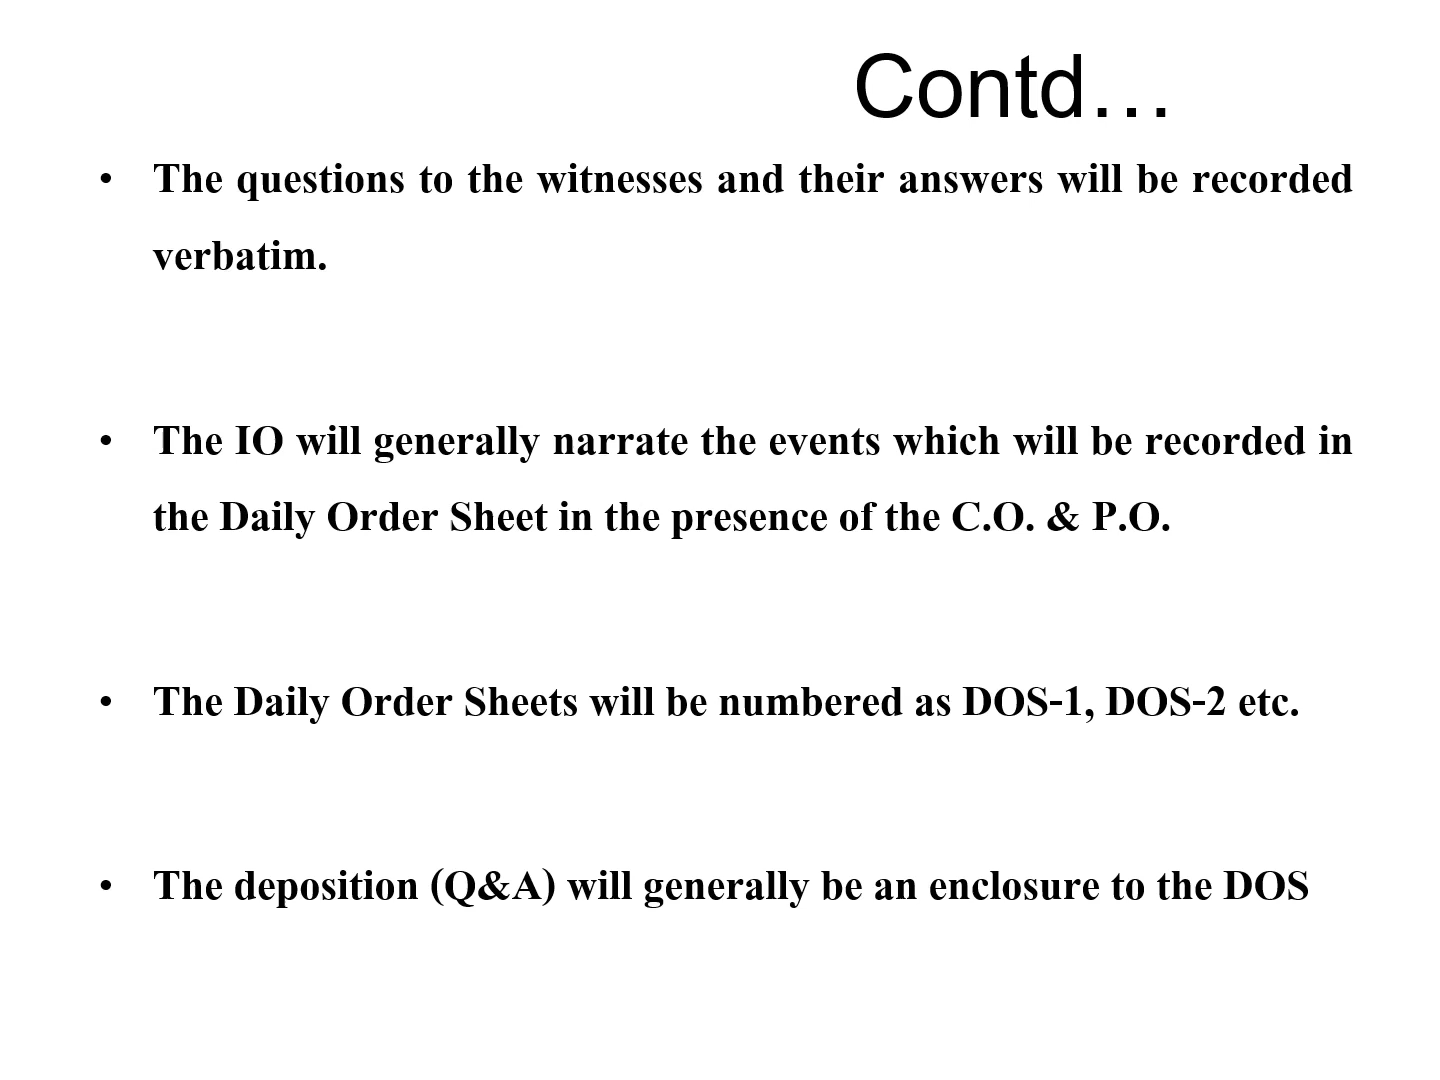 Contd…
• The questions to the witnesses and their answers will be recorded
verbatim.
• The IO will generally narrate the events which will be recorded in
the Daily Order Sheet in the presence of the C.O. & P.O.
• The Daily Order Sheets will be numbered as DOS-1, DOS-2 etc.
• The deposition (Q&A) will generally be an enclosure to the DOS